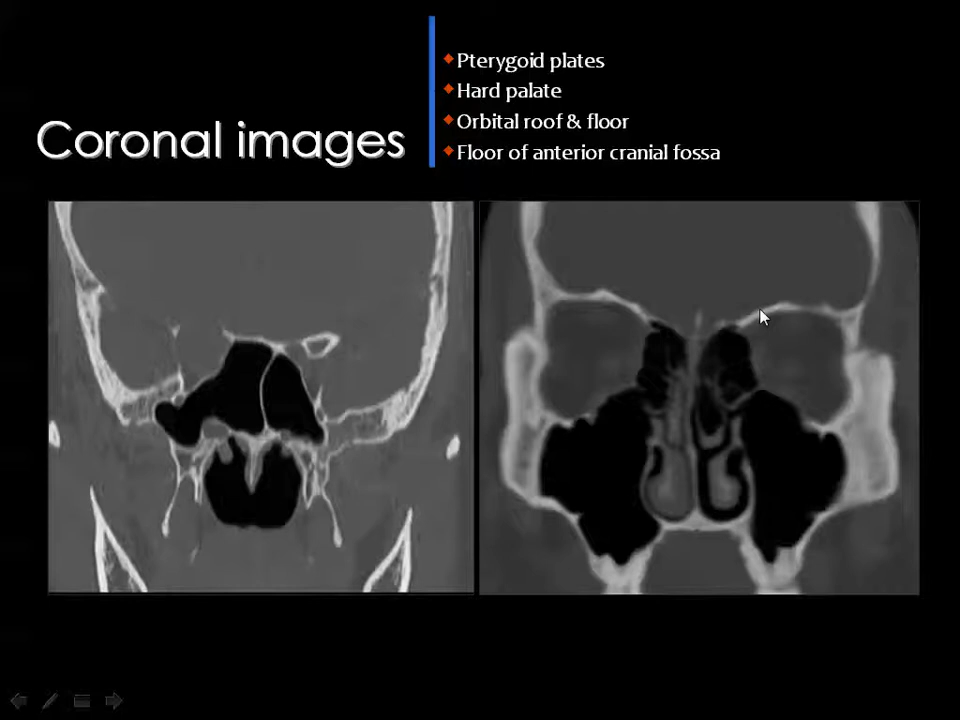 Coronal images
Pterygoid plates
Hard palate
Orbital roof & floor
Floor of anterior cranial fossa